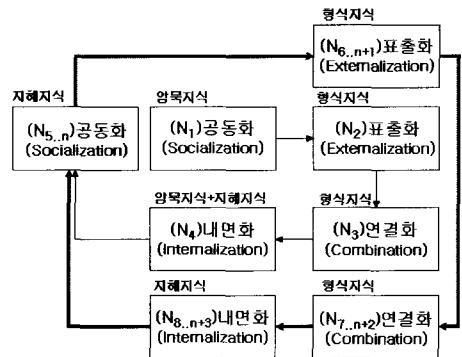 형식지식
(N6..n+1)표출화
(Externalization)
지혜지식
(N5..n)공동화
(Socialization)
암묵지식
(N1)공동화
(Socialization)
형식지식
(N2)표출화
(Externalization)
암묵지식+지혜지식
(N4)내면화
(Internalization)
형식지식
(N3)연결화
(Combination)
지혜지식
(N8..n+3)내면화
(Internalization)
형식지식
(N7..n+2)연결화
(Combination)